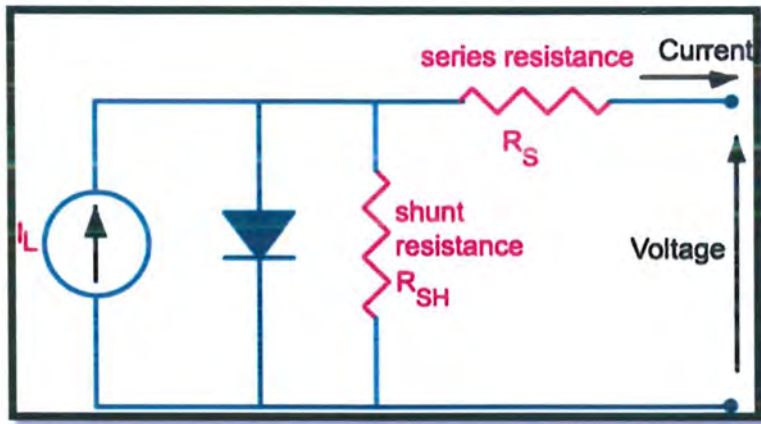 Current
series resistance
R_S
I_L
shunt
resistance
R_SH
Voltage